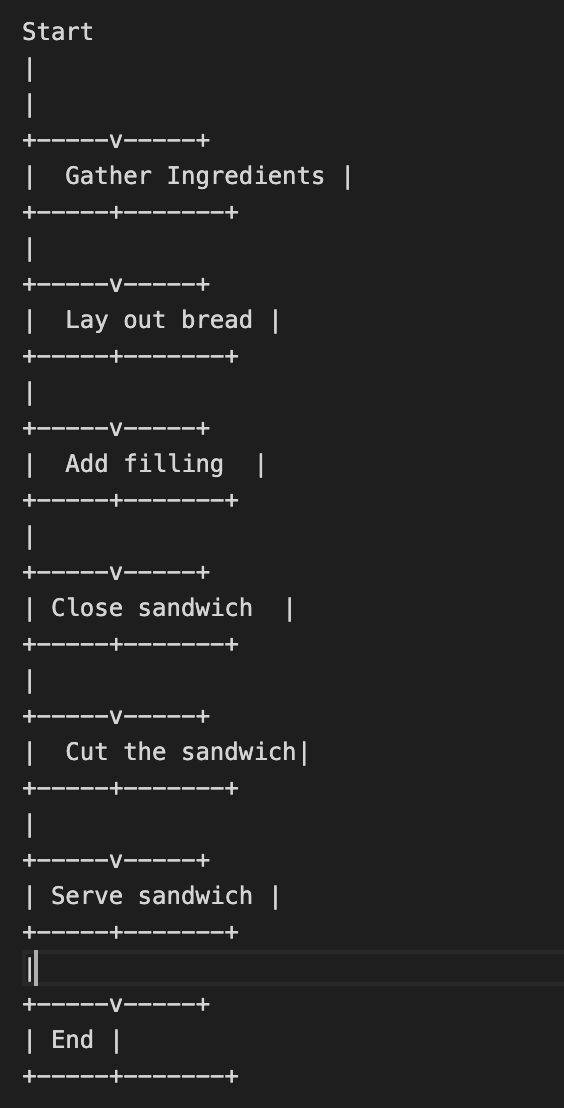 Start
|
|
+-----v-----+
|  Gather Ingredients |
+-----+-------+
|
+-----v-----+
|  Lay out bread |
+-----+-------+
|
+-----v-----+
|  Add filling  |
+-----+-------+
|
+-----v-----+
| Close sandwich  |
+-----+-------+
|
+-----v-----+
|  Cut the sandwich|
+-----+-------+
|
+-----v-----+
| Serve sandwich |
+-----+-------+
|
+-----v-----+
| End |
+-----+-------+